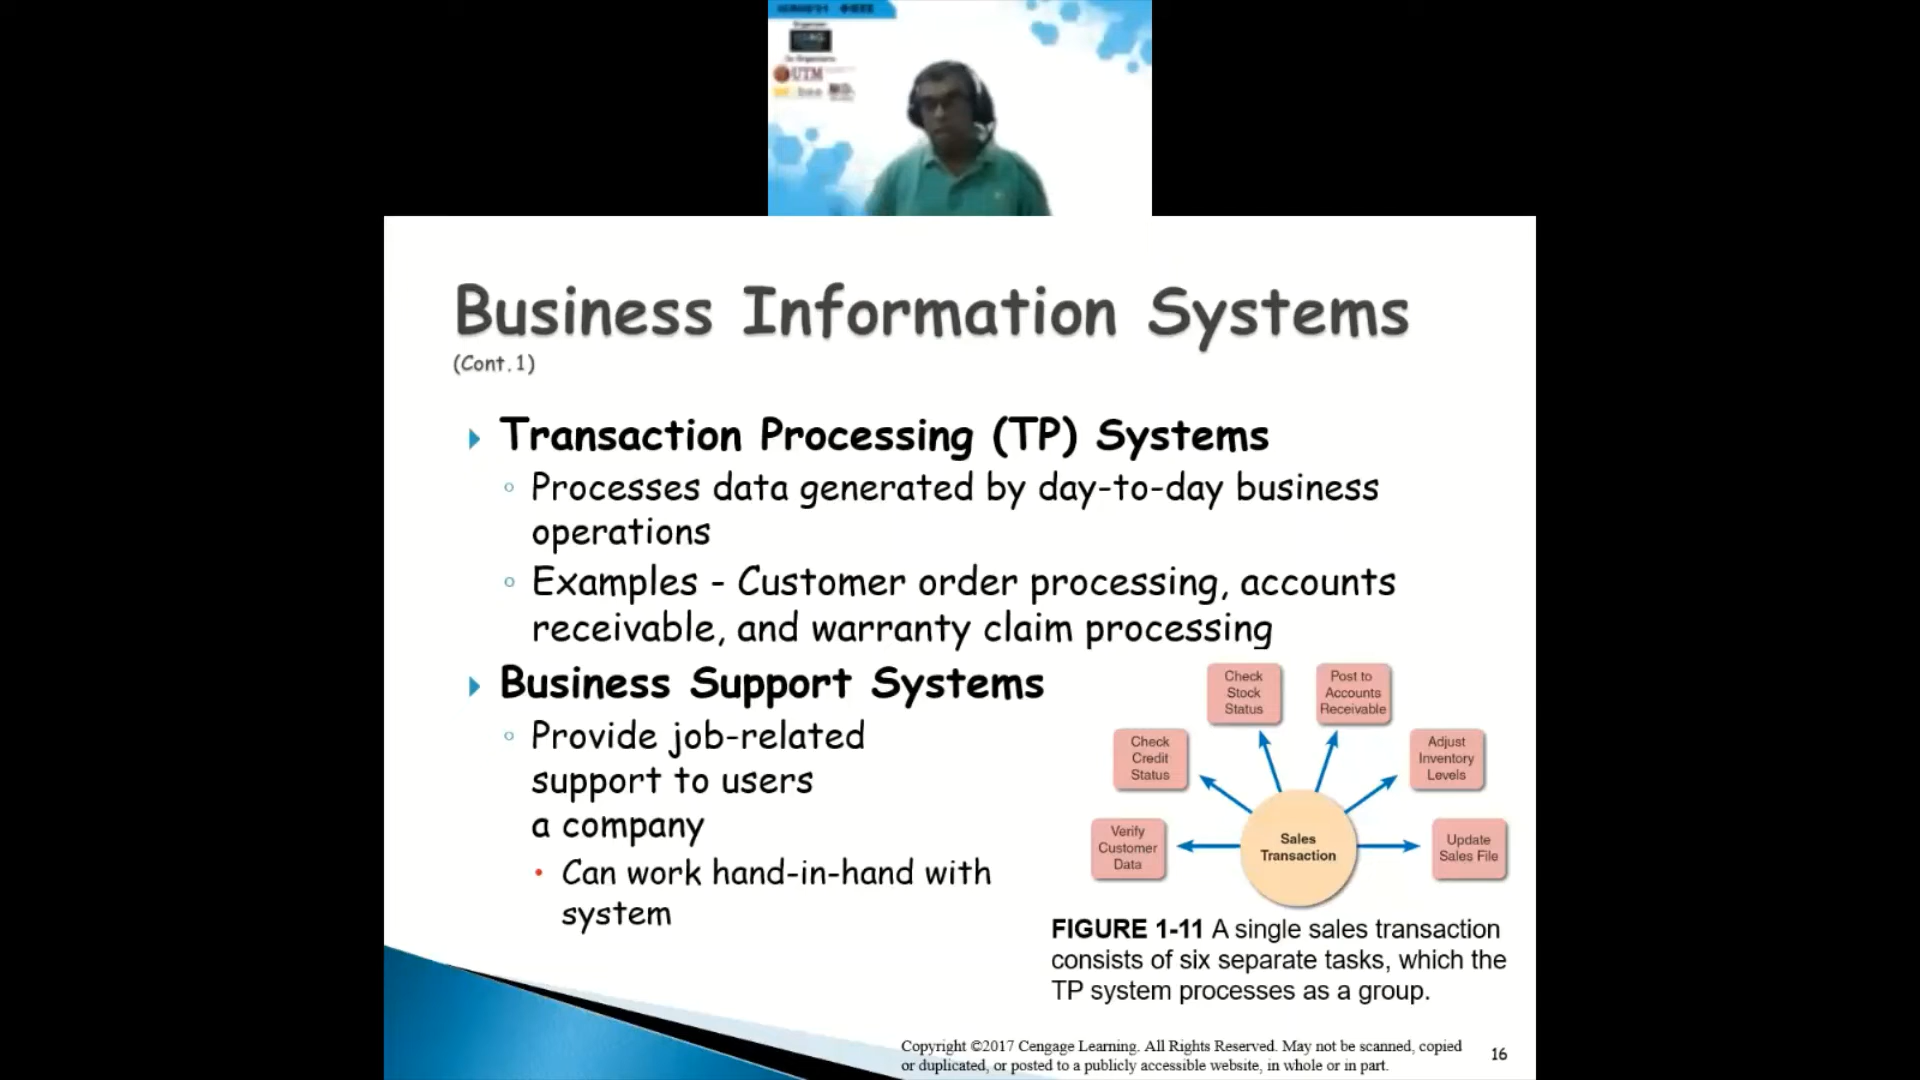 UTM
Business Information Systems
(Cont.1)
Transaction Processing (TP) Systems
Processes data generated by day-to-day business
operations
Examples - Customer order processing, accounts
receivable, and warranty claim processing
Business Support Systems
Provide job-related
support to users
a company
Can work hand-in-hand with
system
Check
Stock
Status
Post to
Accounts
Receivable
Check
Credit
Status
Adjust
Inventory
Levels
Verify
Customer
Data
Sales
Transaction
Update
Sales File
FIGURE 1-11 A single sales transaction
consists of six separate tasks, which the
TP system processes as a group.
Copyright ©2017 Cengage Learning. All Rights Reserved. May not be scanned, copied
or duplicated, or posted to a publicly accessible website, in whole or in part.
16